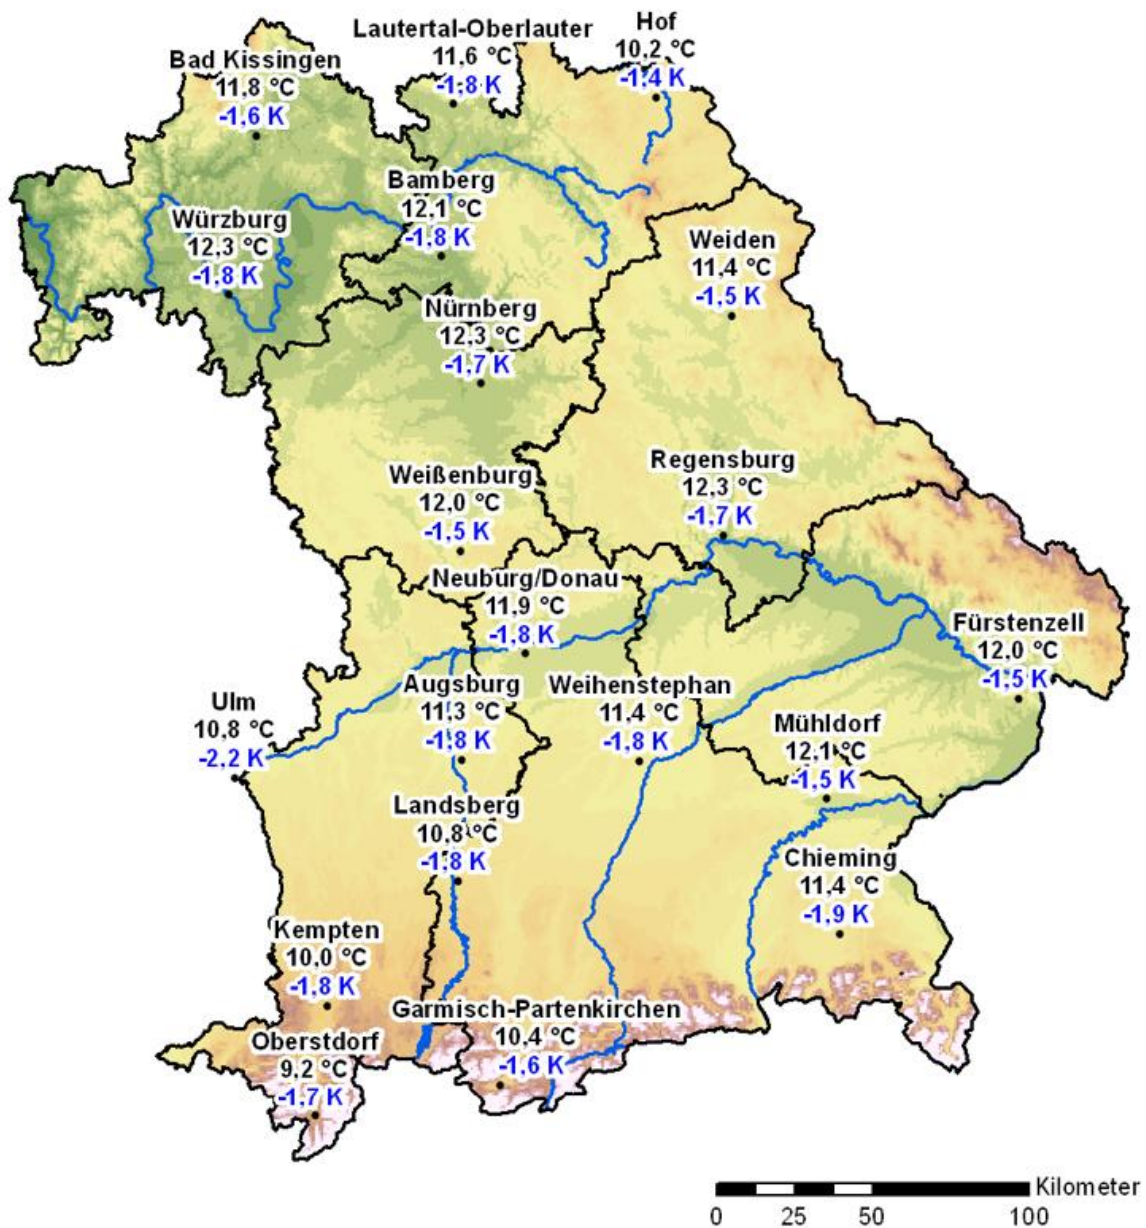 Lautertal-Oberlauter
11,6 °C
-1,8 K
Hof
10,2 °C
-1,4 K
Bad Kissingen
11,8 °C
-1,6 K
Bamberg
12,1 °C
-1,8 K
Würzburg
12,3 °C
-1,8 K
Weiden
11,4 °C
-1,5 K
Nürnberg
12,3 °C
-1,7 K
Weißenburg
12,0 °C
-1,5 K
Regensburg
12,3 °C
-1,7 K
Neuburg/Donau
11,9 °C
-1,8 K
Fürstenzell
12,0 °C
-1,5 K
Ulm
10,8 °C
-2,2 K
Augsburg
11,3 °C
-1,8 K
Weihenstephan
11,4 °C
-1,8 K
Mühldorf
12,1 °C
-1,5 K
Landsberg
10,8 °C
-1,8 K
Chieming
11,4 °C
-1,9 K
Kempten
10,0 °C
-1,8 K
Garmisch-Partenkirchen
10,4 °C
-1,6 K
Oberstdorf
9,2 °C
-1,7 K
Kilometer
0 25 50 100